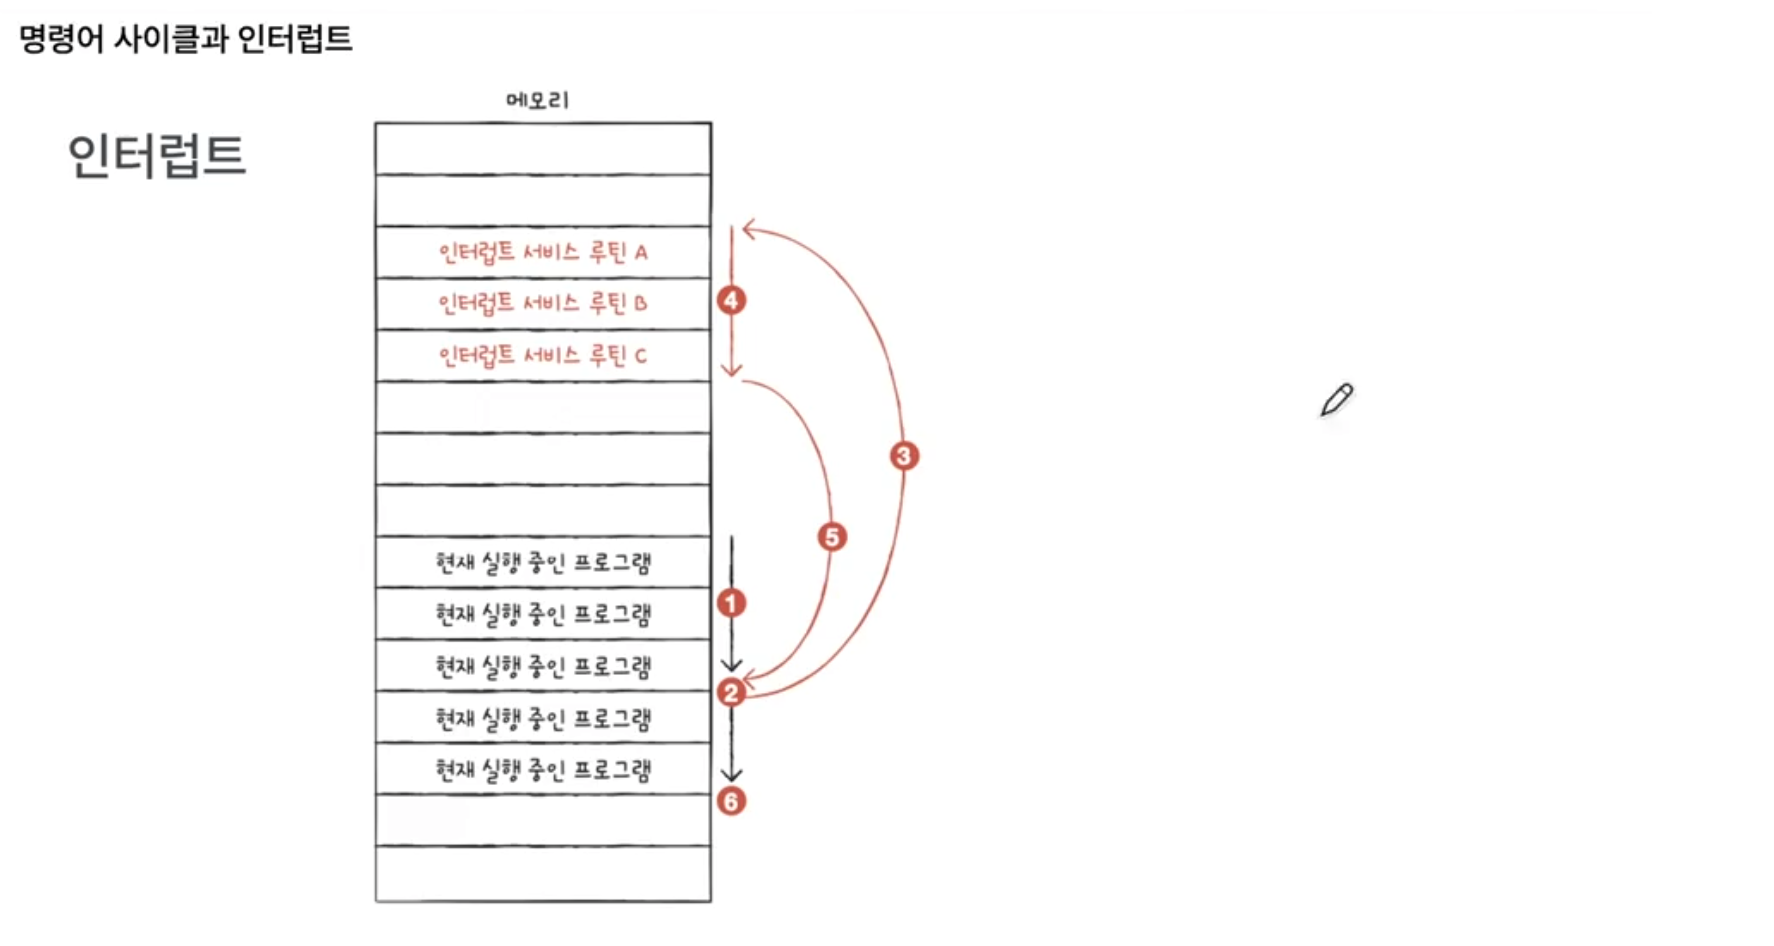 명령어 사이클과 인터럽트
인터럽트
메모리
인터럽트 서비스 루틴 A
인터럽트 서비스 루틴 B
인터럽트 서비스 루틴 C
현재 실행 중인 프로그램
현재 실행 중인 프로그램
현재 실행 중인 프로그램
현재 실행 중인 프로그램
현재 실행 중인 프로그램
4
3
5
1
2
6